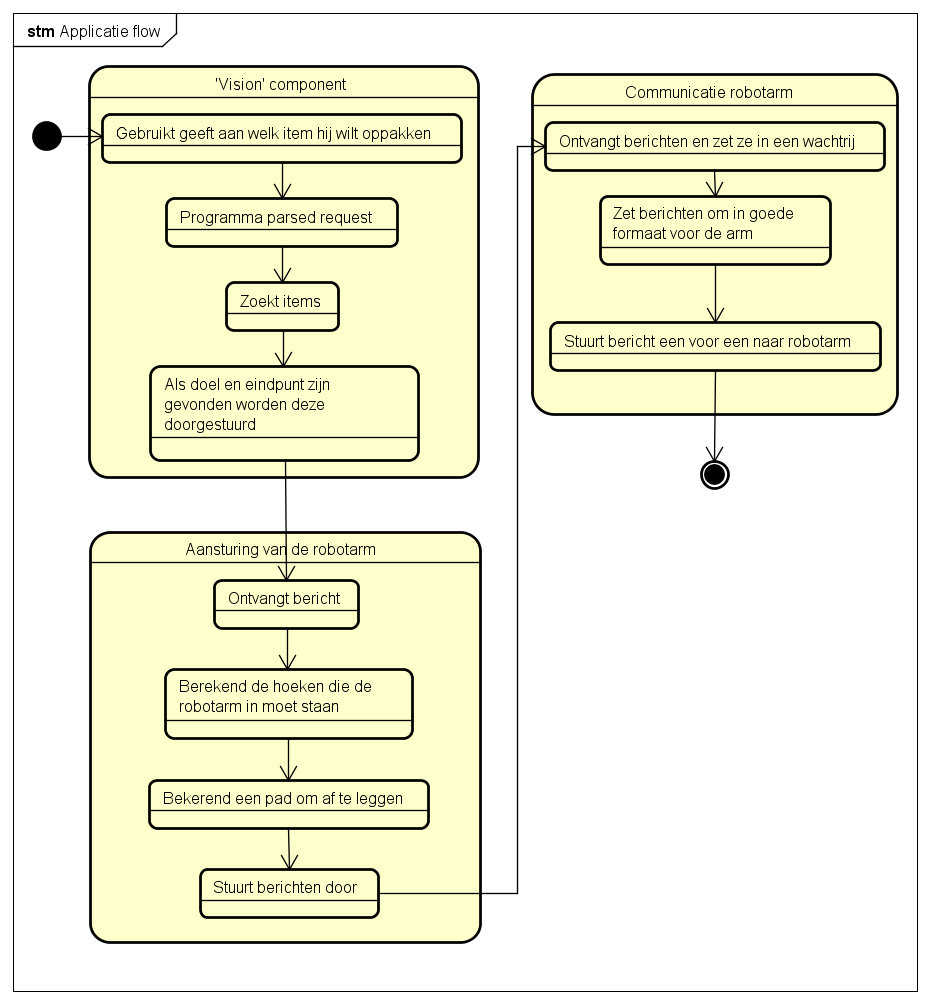 stm Applicatie flow
'Vision' component
Gebruikt geeft aan welk item hij wilt oppakken
Programma parsed request
Zoekt items
Als doel en eindpunt zijn
gevonden worden deze
doorgestuurd
Aansturing van de robotarm
Ontvangt bericht
Berekend de hoeken die de
robotarm in moet staan
Bekerend een pad om af te leggen
Stuurt berichten door
Communicatie robotarm
Ontvangt berichten en zet ze in een wachtrij
Zet berichten om in goede
formaat voor de arm
Stuurt bericht een voor een naar robotarm